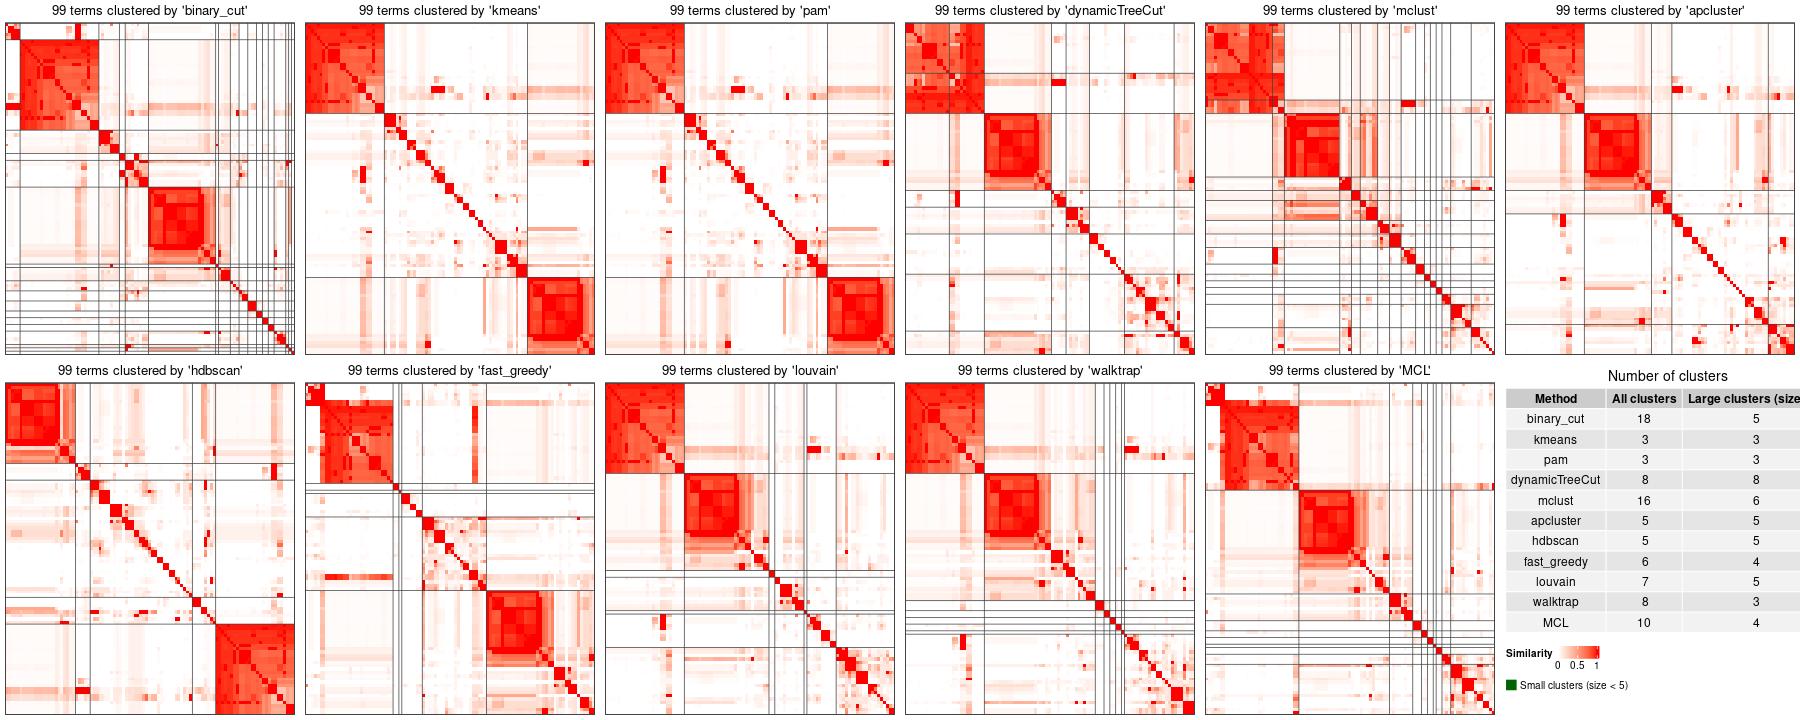 99 terms clustered by 'binary_cut'
99 terms clustered by 'kmeans'
99 terms clustered by 'pam'
99 terms clustered by 'dynamicTreeCut'
99 terms clustered by 'mclust'
99 terms clustered by 'apcluster'
99 terms clustered by 'hdbscan'
99 terms clustered by 'fast_greedy'
99 terms clustered by 'louvain'
99 terms clustered by 'walktrap'
99 terms clustered by 'MCL'
Number of clusters
Method All clusters Large clusters (size
binary_cut 18 5
kmeans 3 3
pam 3 3
dynamicTreeCut 8 8
mclust 16 6
apcluster 5 5
hdbscan 5 5
fast_greedy 6 4
louvain 7 5
walktrap 8 3
MCL 10 4
Similarity
0 0.5 1
Small clusters (size < 5)